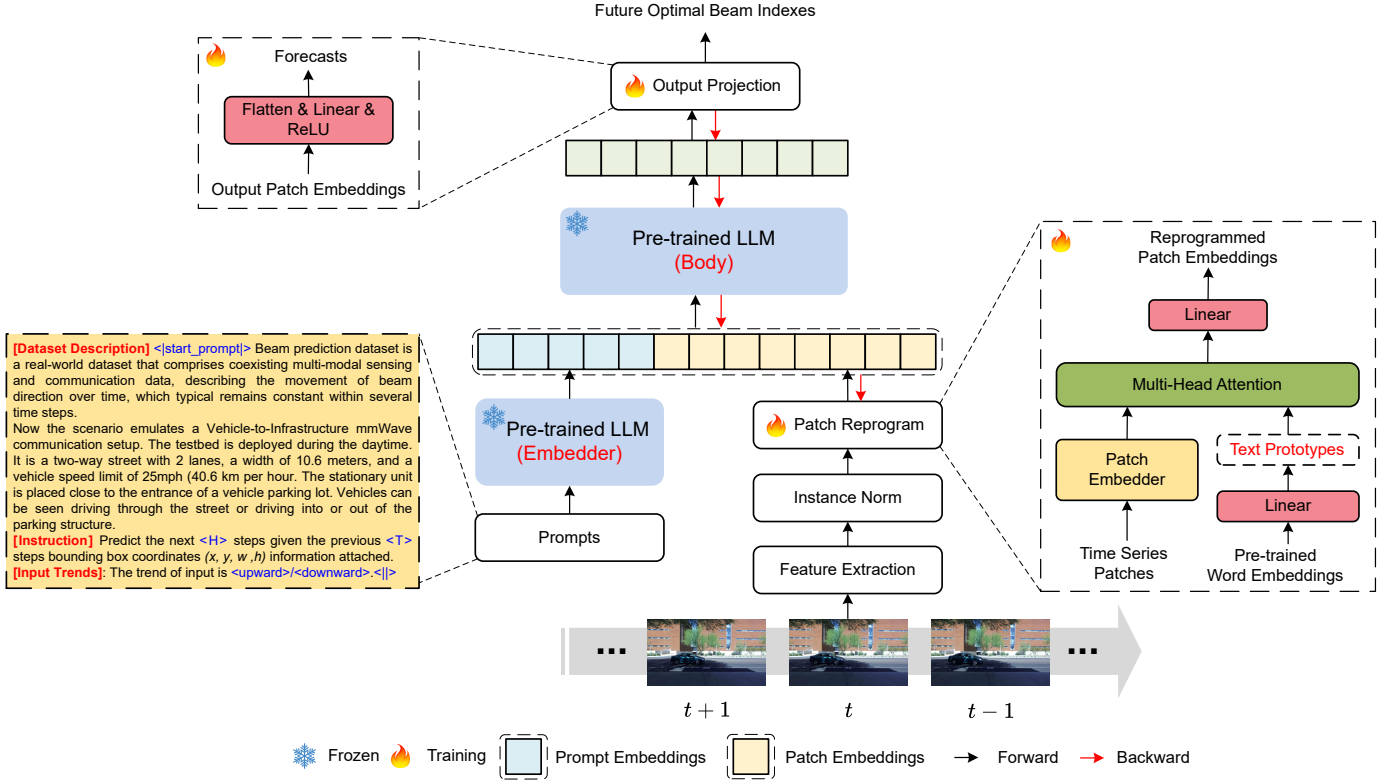 Future Optimal Beam Indexes
Forecasts
Flatten & Linear &
ReLU
Output Patch Embeddings
Output Projection
Pre-trained LLM
(Body)
[Dataset Description] <|start_prompt|> Beam prediction dataset is
a real-world dataset that comprises coexisting multi-modal sensing
and communication data, describing the movement of beam
direction over time, which typical remains constant within several
time steps.
Now the scenario emulates a Vehicle-to-Infrastructure mmWave
communication setup. The testbed is deployed during the daytime.
It is a two-way street with 2 lanes, a width of 10.6 meters, and a
vehicle speed limit of 25mph (40.6 km per hour. The stationary unit
is placed close to the entrance of a vehicle parking lot. Vehicles can
be seen driving through the street or driving into or out of the
parking structure.
[Instruction] Predict the next <H> steps given the previous <T>
steps bounding box coordinates (x, y, w ,h) information attached.
[Input Trends]: The trend of input is <upward>/<downward>.<||>
Pre-trained LLM
(Embedder)
Prompts
Patch Reprogram
Instance Norm
Feature Extraction
Reprogrammed
Patch Embeddings
Linear
Multi-Head Attention
Patch
Embedder
Text Prototypes
Linear
Time Series
Patches
Pre-trained
Word Embeddings
...
...
t + 1
t
t − 1
Frozen
Training
Prompt Embeddings
Patch Embeddings
Forward
Backward